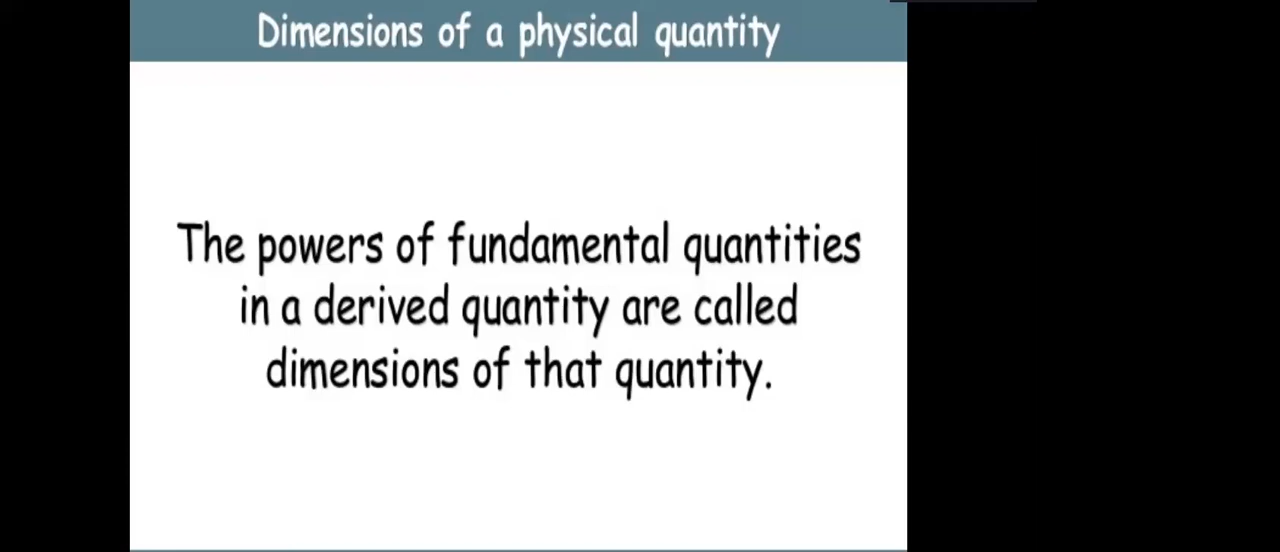 Dimensions of a physical quantity
The powers of fundamental quantities
in a derived quantity are called
dimensions of that quantity.